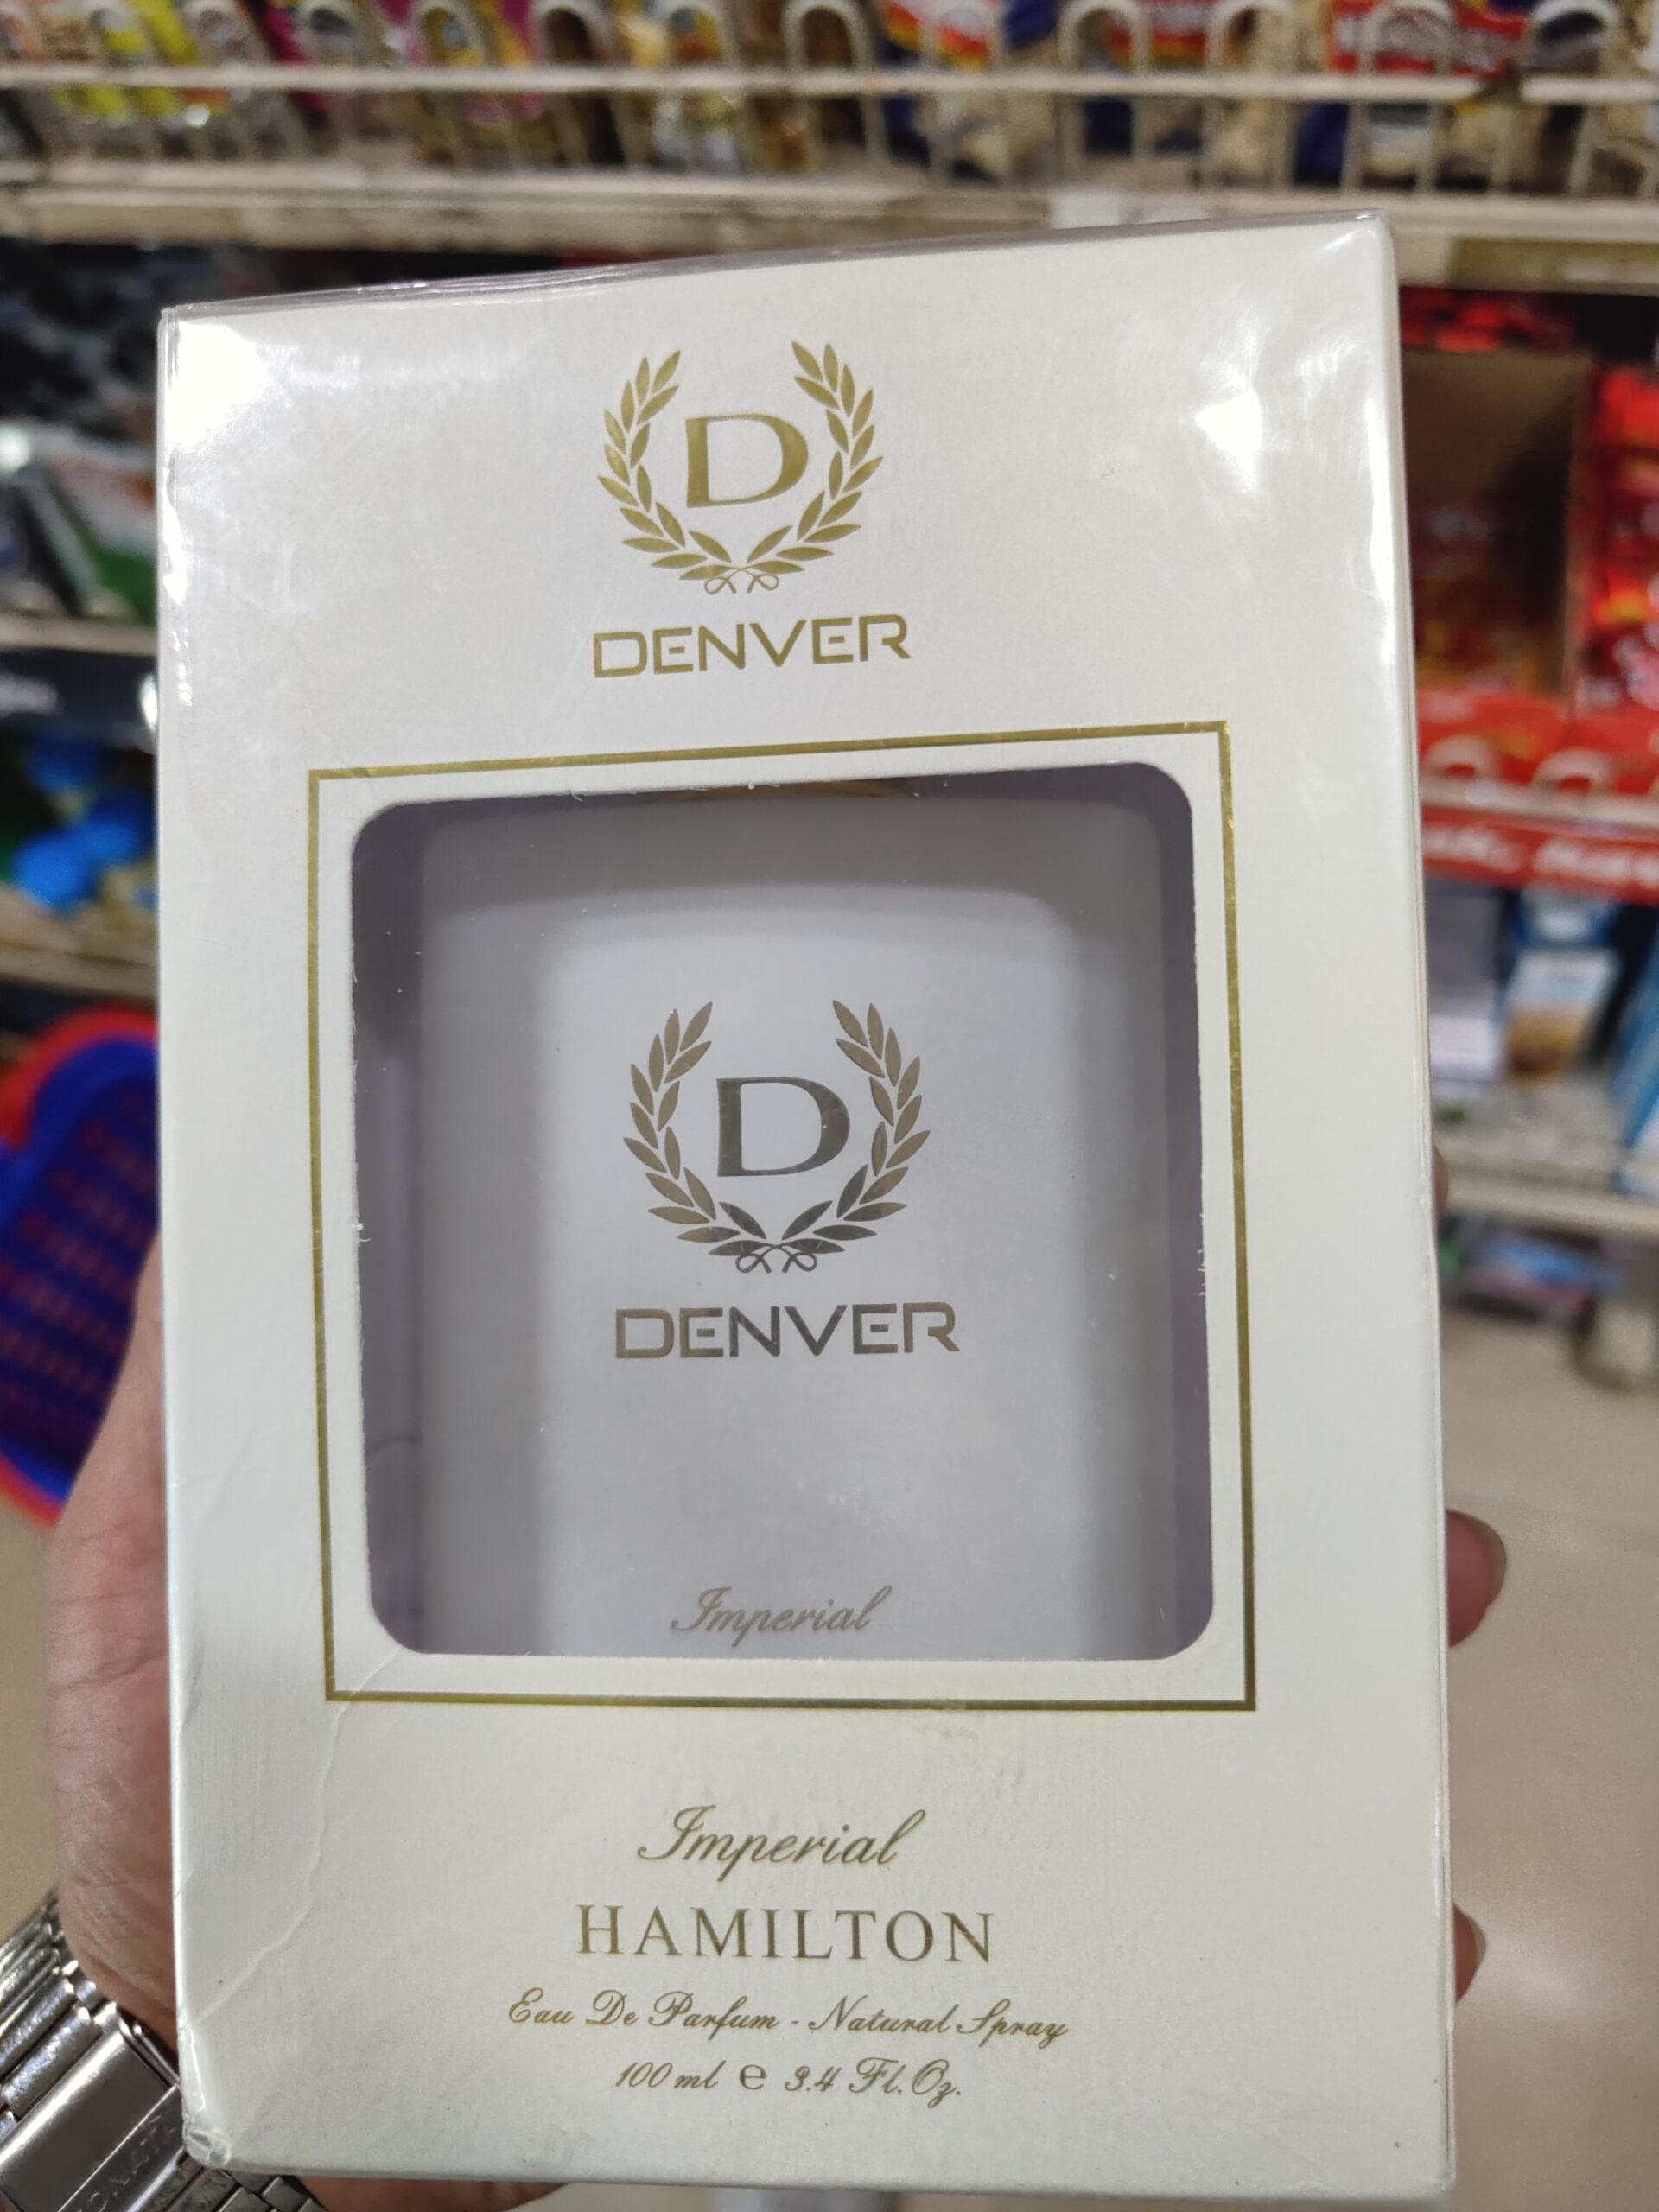 D
DENVER
D
DENVER
Imperial
Imperial
HAMILTON
Eau De Parfum - Natural Spray
100 ml e 3.4 Fl. Oz.